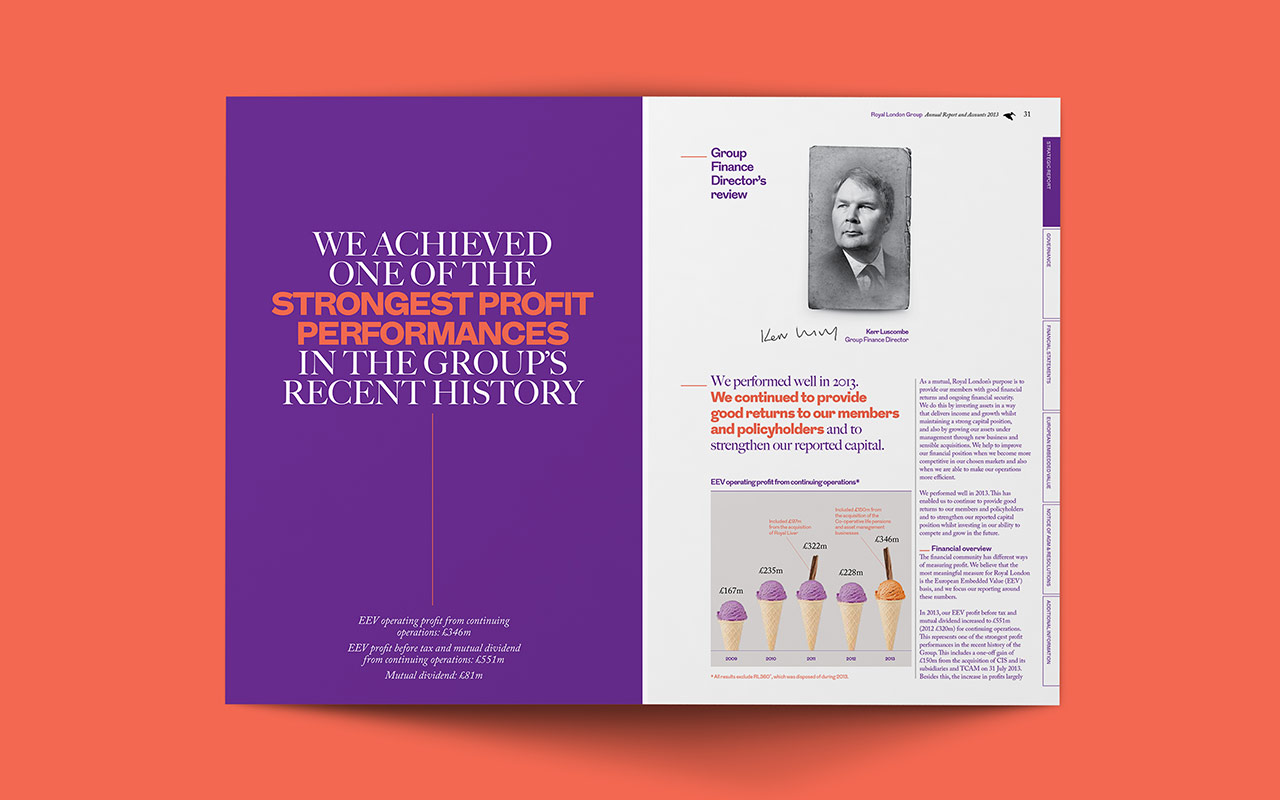 WE ACHIEVED
ONE OF THE
STRONGEST PROFIT
PERFORMANCES
IN THE GROUP'S
RECENT HISTORY
EEV operating profit from continuing
operations: £346m
EEV profit before tax and mutual dividend
from continuing operations: £551m
Mutual dividend: £81m
Royal London Group Annual Report and Accounts 2013 31
Group
Finance
Director's
review
Kerr Luscombe
Group Finance Director
We performed well in 2013.
We continued to provide
good returns to our members
and policyholders and to
strengthen our reported capital.
EEV operating profit from continuing operations*
Included £97m
from the acquisition
of Royal Liver
Included £150m from
the acquisition of the
Co-operative life pensions
and asset management
businesses
£167m
£235m
£322m
£228m
£346m
2009
2010
2011
2012
2013
* All results exclude RL360°, which was disposed of during 2013.
As a mutual, Royal London's purpose is to
provide our members with good financial
returns and ongoing financial security.
We do this by investing assets in a way
that delivers income and growth whilst
maintaining a strong capital position,
and also by growing our assets under
management through new business and
sensible acquisitions. We help to improve
our financial position when we become more
competitive in our chosen markets and also
when we are able to make our operations
more efficient.
We performed well in 2013. This has
enabled us to continue to provide good
returns to our members and policyholders
and to strengthen our reported capital
position whilst investing in our ability to
compete and grow in the future.
Financial overview
The financial community has different ways
of measuring profit. We believe that the
most meaningful measure for Royal London
is the European Embedded Value (EEV)
basis, and we focus our reporting around
these numbers.
In 2013, our EEV profit before tax and
mutual dividend increased to £551m
(2012 £320m) for continuing operations.
This represents one of the strongest profit
performances in the recent history of the
Group. This includes a one-off gain of
£150m from the acquisition of CIS and its
subsidiaries and TCAM on 31 July 2013.
Besides this, the increase in profits largely
STRATEGIC REPORT
GOVERNANCE
FINANCIAL STATEMENTS
EUROPEAN EMBEDDED VALUE
NOTICE OF AGM & RESOLUTIONS
ADDITIONAL INFORMATION